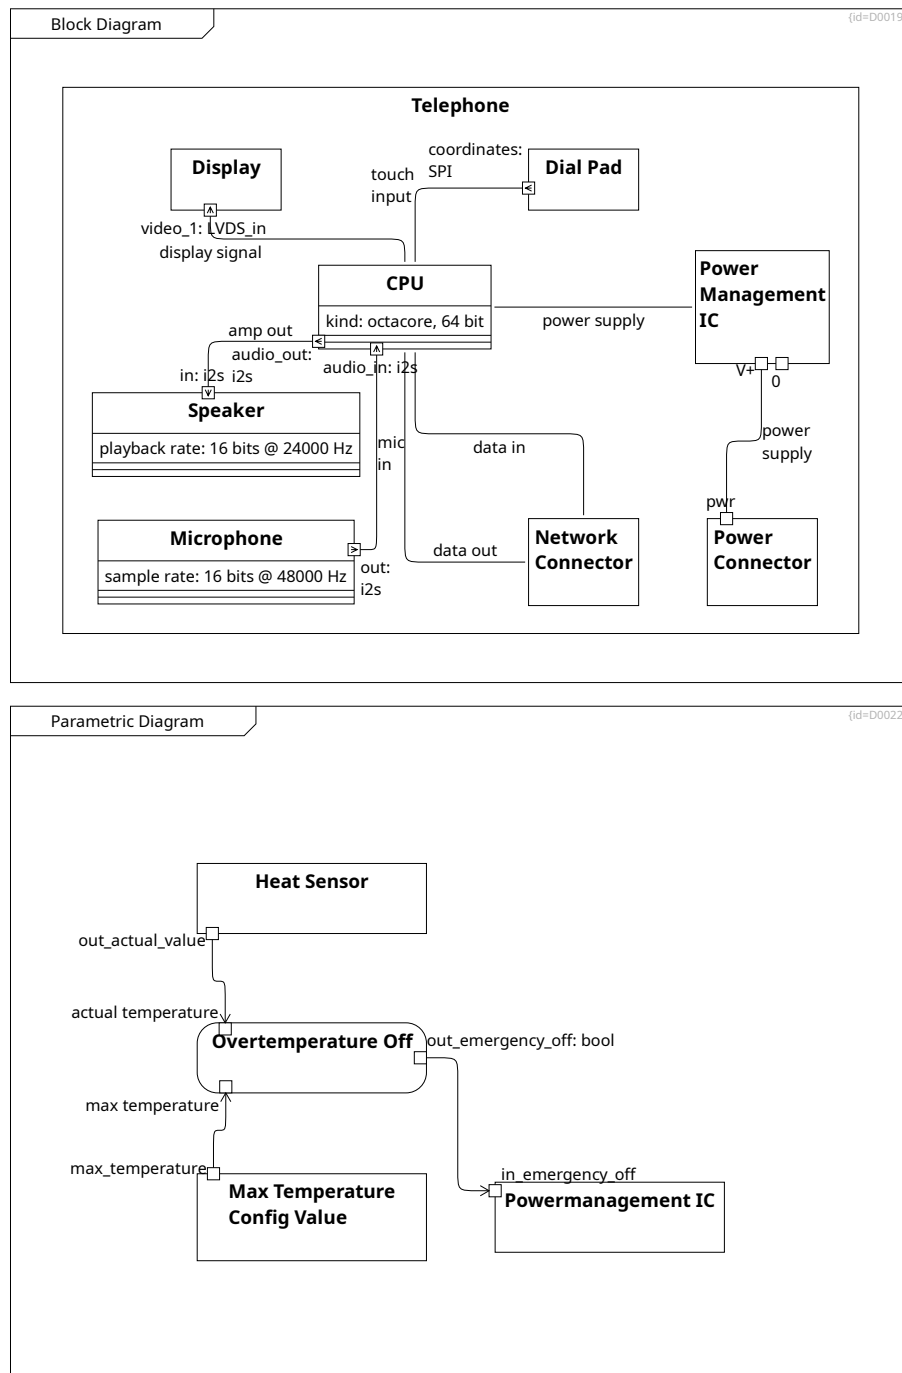 Block Diagram
{id=D0019
Telephone
Display
coordinates:
SPI
Dial Pad
touch
input
video_1: LVDS_in
display signal
CPU
kind: octacore, 64 bit
Power
Management
IC
power supply
amp out
audio_out:
i2s
audio_in: i2s
in: i2s
V+
0
Speaker
playback rate: 16 bits @ 24000 Hz
mic
in
data in
power
supply
pwr
Microphone
sample rate: 16 bits @ 48000 Hz
out:
i2s
data out
Network
Connector
Power
Connector
Parametric Diagram
{id=D0022
Heat Sensor
out_actual_value
actual temperature
Overtemperature Off
out_emergency_off: bool
max temperature
max_temperature
Max Temperature
Config Value
in_emergency_off
Powermanagement IC